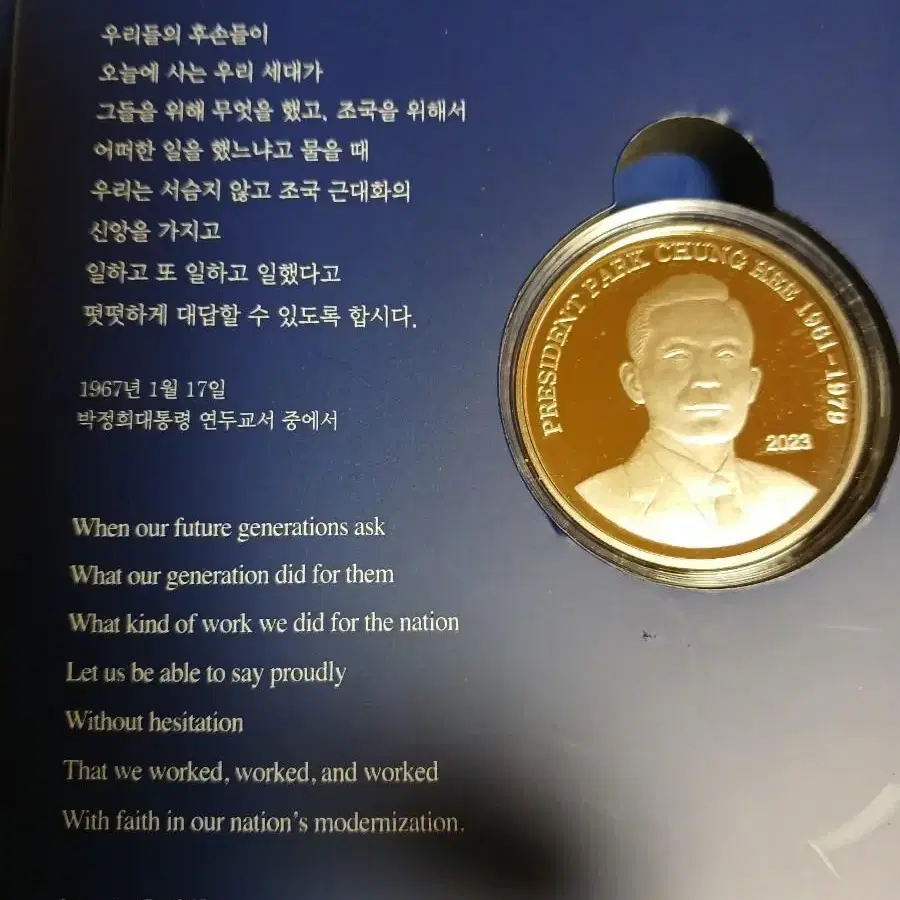 우리들의 후손들이
오늘에 사는 우리 세대가
그들을 위해 무엇을 했고, 조국을 위해서
어떠한 일을 했느냐고 물을 때
우리는 서슴지 않고 조국 근대화의
신앙을 가지고
일하고 또 일하고 일했다고
떳떳하게 대답할 수 있도록 합시다.
1967년 1월 17일
박정희대통령 연두교서 중에서
When our future generations ask
What our generation did for them
What kind of work we did for the nation
Let us be able to say proudly
Without hesitation
That we worked, worked, and worked
With faith in our nation's modernization.
PRESIDENT PARK CHUNG HEE 1961-1979
2023